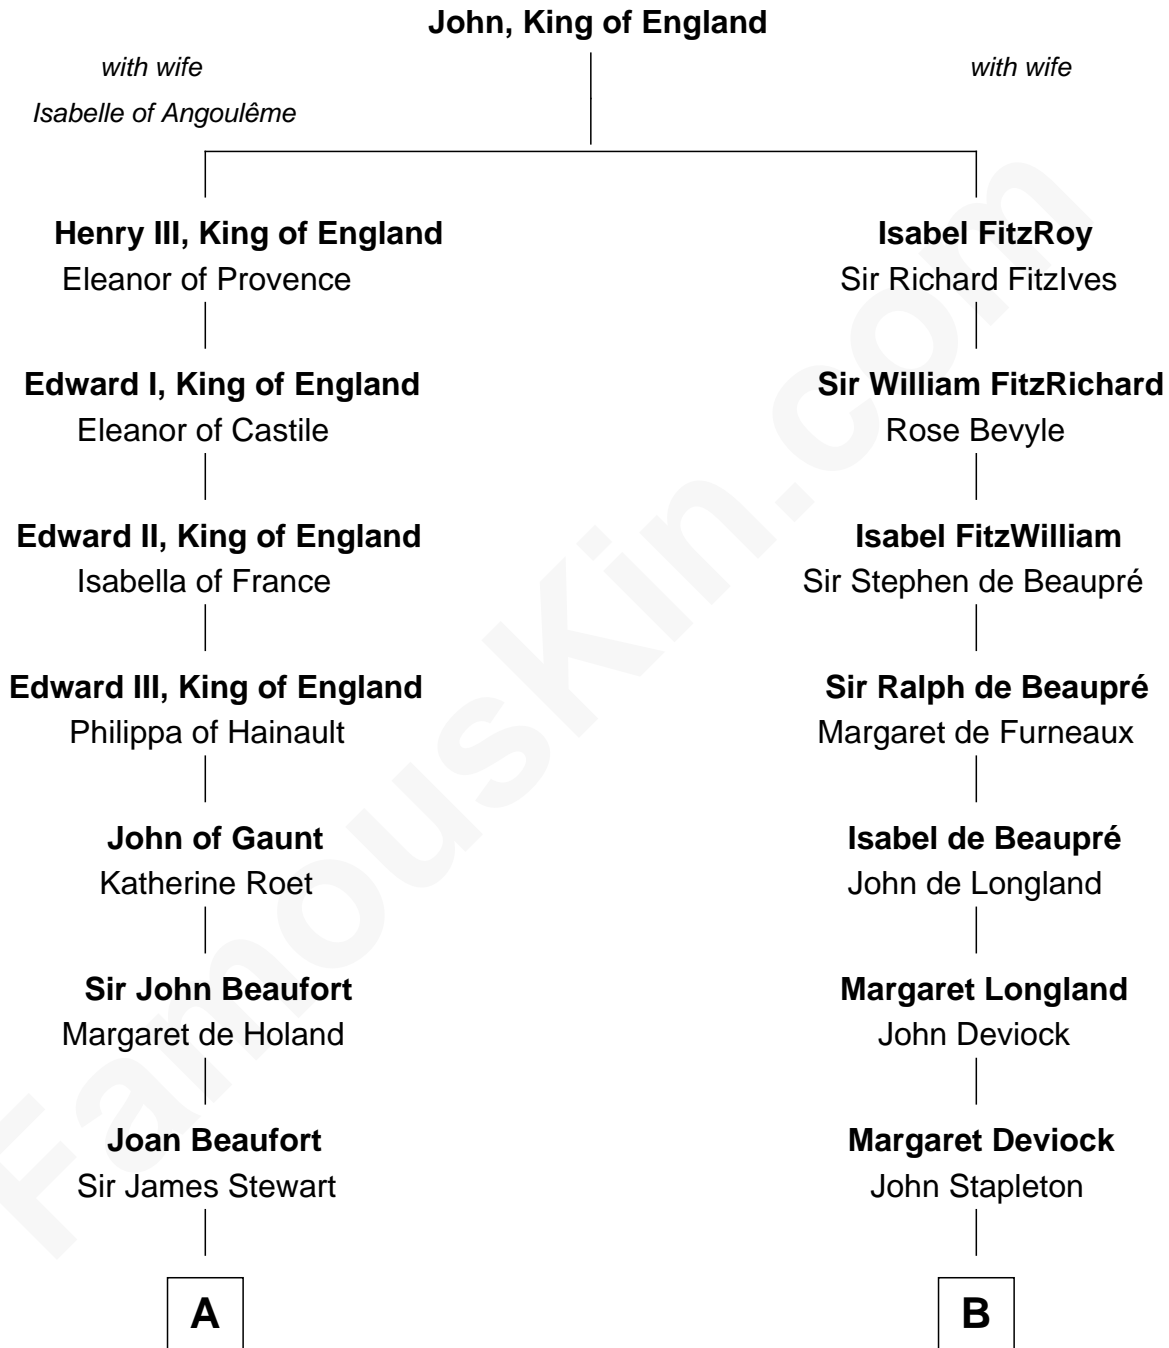 John, King of England
with wife
Isabelle of Angoulême
with wife
Henry III, King of England
Eleanor of Provence
Edward I, King of England
Eleanor of Castile
Edward II, King of England
Isabella of France
Edward III, King of England
Philippa of Hainault
John of Gaunt
Katherine Roet
Sir John Beaufort
Margaret de Holand
Joan Beaufort
Sir James Stewart
A
Isabel FitzRoy
Sir Richard FitzIves
Sir William FitzRichard
Rose Bevyle
Isabel FitzWilliam
Sir Stephen de Beaupré
Sir Ralph de Beaupré
Margaret de Furneaux
Isabel de Beaupré
John de Longland
Margaret Longland
John Deviock
Margaret Deviock
John Stapleton
B
FamousKin.com